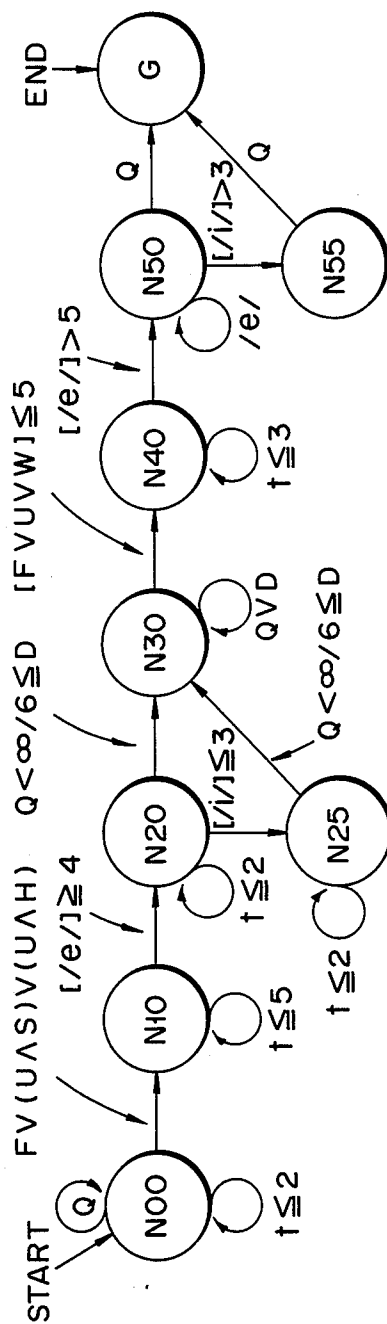 START
Q
N00
t≦2
FV(U∧S)V(U∧H)
N10
t≦5
[/e/]≧4
N20
t≦2
[/i/]≦3
N25
t≦2
Q<∞/6≦D
Q<∞/6≦D
N30
QVD
[FVUVW]≦5
N40
t≦3
[/e/]>5
N50
/e/
[/i/]>3
N55
Q
Q
END
G